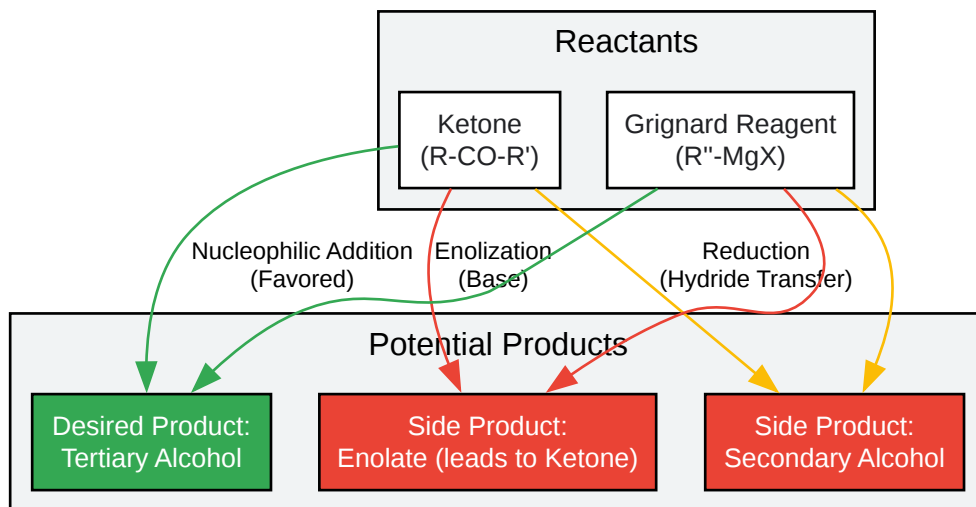 Reactants
Ketone
(R-CO-R')
Grignard Reagent
(R"-MgX)
Nucleophilic Addition
(Favored)
Enolization
(Base)
Reduction
(Hydride Transfer)
Potential Products
Desired Product:
Tertiary Alcohol
Side Product:
Enolate (leads to Ketone)
Side Product:
Secondary Alcohol